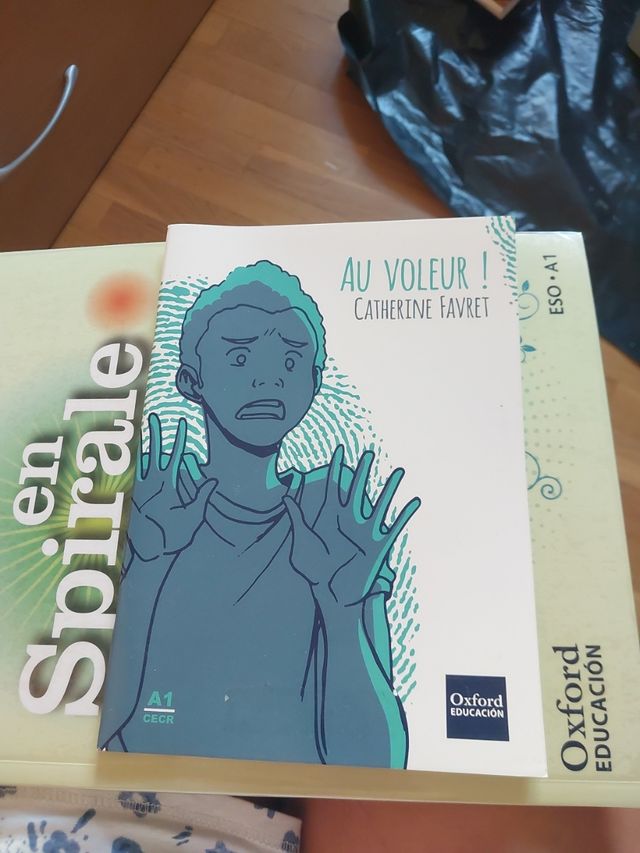 AU VOLEUR !
CATHERINE FAVRET
A1
CECR
Oxford
EDUCACIÓN
en
Spirale
ESO • A1
Oxford
EDUCACIÓN